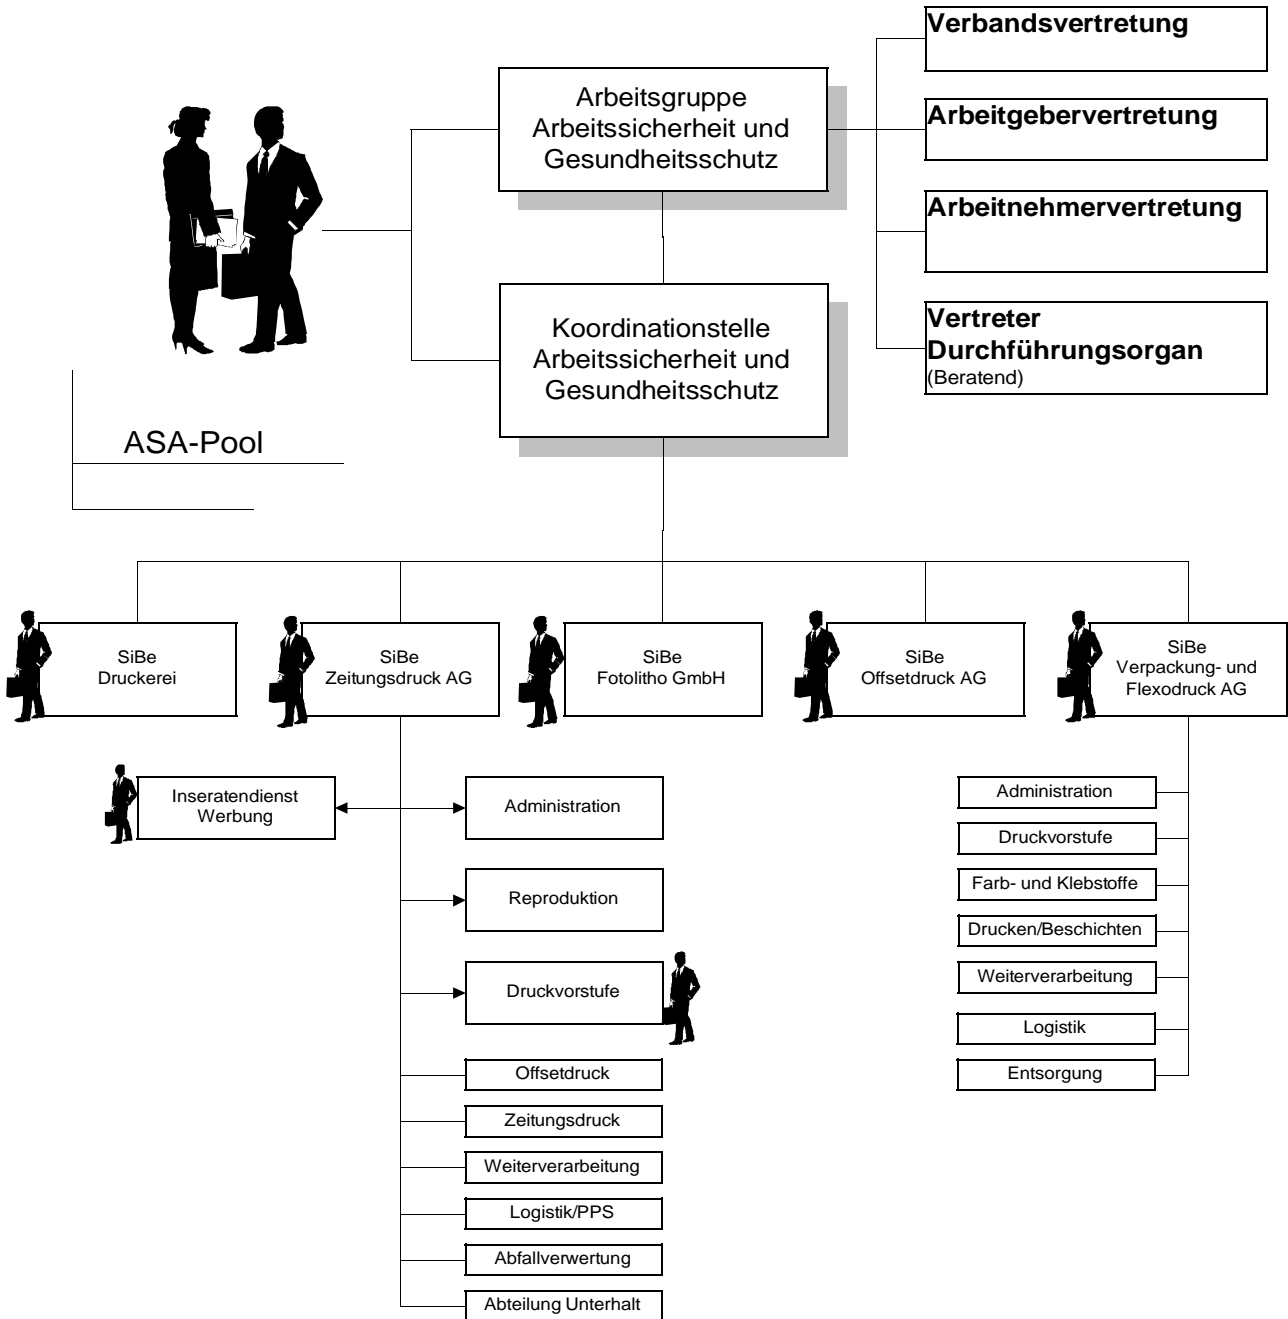 Verbandsvertretung
Arbeitsgruppe
Arbeitssicherheit und
Gesundheitsschutz
Arbeitgebervertretung
Arbeitnehmervertretung
Vertreter
Durchführungsorgan
(Beratend)
Koordinationstelle
Arbeitssicherheit und
Gesundheitsschutz
ASA-Pool
SiBe
Druckerei
SiBe
Zeitungsdruck AG
SiBe
Fotolitho GmbH
SiBe
Offsetdruck AG
SiBe
Verpackung- und
Flexodruck AG
Inseratendienst
Werbung
Administration
Reproduktion
Druckvorstufe
Offsetdruck
Zeitungsdruck
Weiterverarbeitung
Logistik/PPS
Abfallverwertung
Abteilung Unterhalt
Administration
Druckvorstufe
Farb- und Klebstoffe
Drucken/Beschichten
Weiterverarbeitung
Logistik
Entsorgung